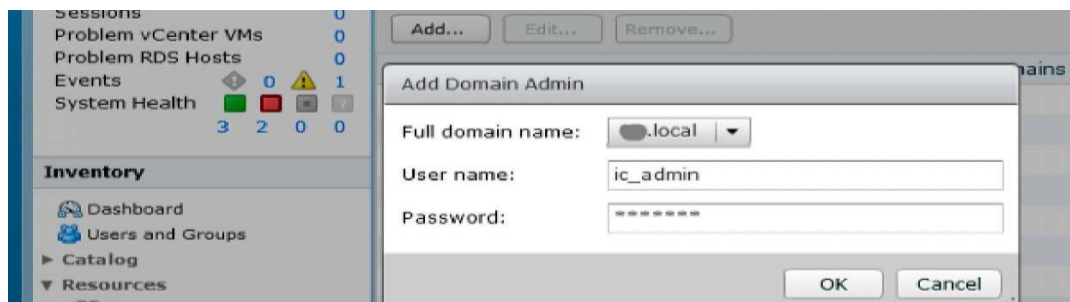 Sessions 0
Problem vCenter VMs 0
Problem RDS Hosts 0
Events 0 1
System Health
3 2 0 0
Inventory
Dashboard
Users and Groups
Catalog
Resources
Add... Edit... Remove...
Add Domain Admin
Full domain name: .local
User name: ic_admin
Password: *******
OK Cancel